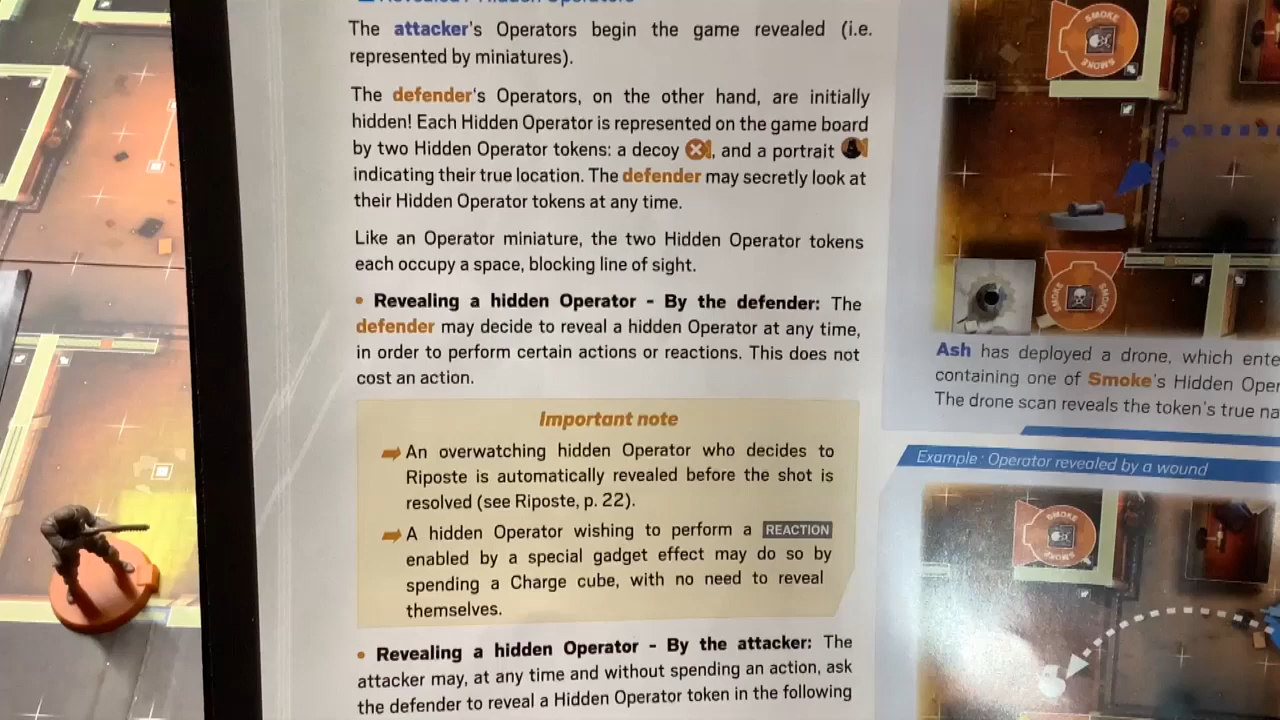 The attacker's Operators begin the game revealed (i.e.
represented by miniatures).
The defender's Operators, on the other hand, are initially
hidden! Each Hidden Operator is represented on the game board
by two Hidden Operator tokens: a decoy , and a portrait
indicating their true location. The defender may secretly look at
their Hidden Operator tokens at any time.
Like an Operator miniature, the two Hidden Operator tokens
each occupy a space, blocking line of sight.
• Revealing a hidden Operator - By the defender: The
defender may decide to reveal a hidden Operator at any time,
in order to perform certain actions or reactions. This does not
cost an action.
Important note
An overwatching hidden Operator who decides to
Riposte is automatically revealed before the shot is
resolved (see Riposte, p. 22).
A hidden Operator wishing to perform a REACTION
enabled by a special gadget effect may do so by
spending a Charge cube, with no need to reveal
themselves.
• Revealing a hidden Operator - By the attacker: The
attacker may, at any time and without spending an action, ask
the defender to reveal a Hidden Operator token in the following
SMOKE
SMOKE
SMOKE
SMOKE
Ash has deployed a drone, which ente
containing one of Smoke's Hidden Oper
The drone scan reveals the token's true na
Example : Operator revealed by a wound
SMOKE
SMOKE